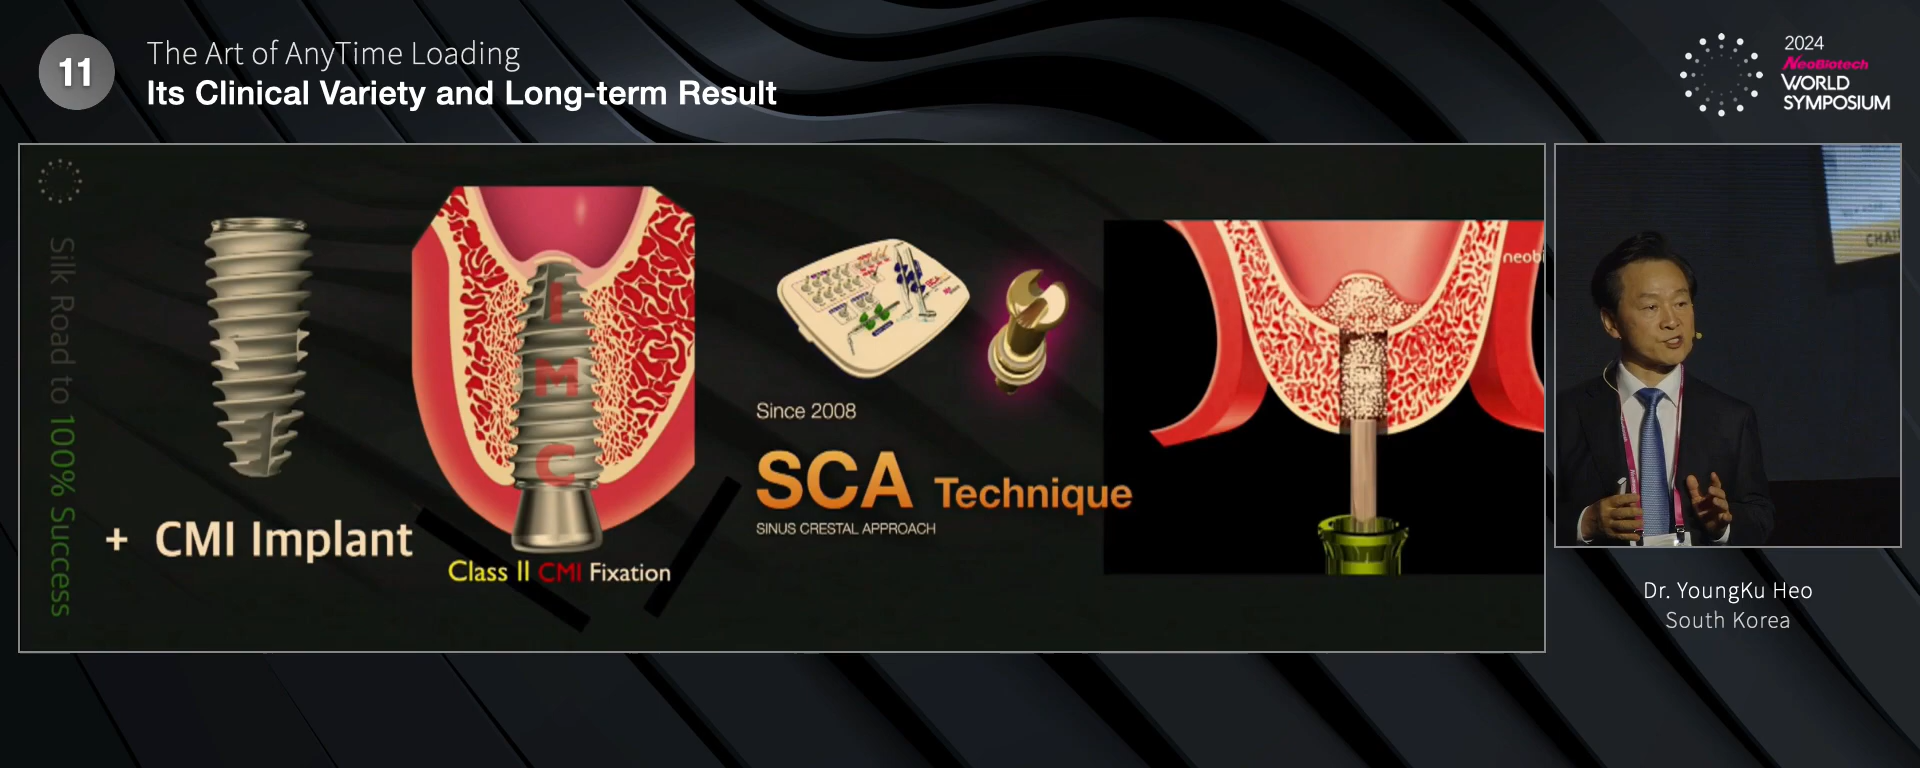 11
The Art of AnyTime Loading
Its Clinical Variety and Long-term Result
2024
NeoBiotech
WORLD
SYMPOSIUM
Silk Road to 100% Success
+ CMI Implant
I
M
C
Class II CMI Fixation
Since 2008
SCA Technique
SINUS CRESTAL APPROACH
neobi
CHAI
Dr. YoungKu Heo
South Korea